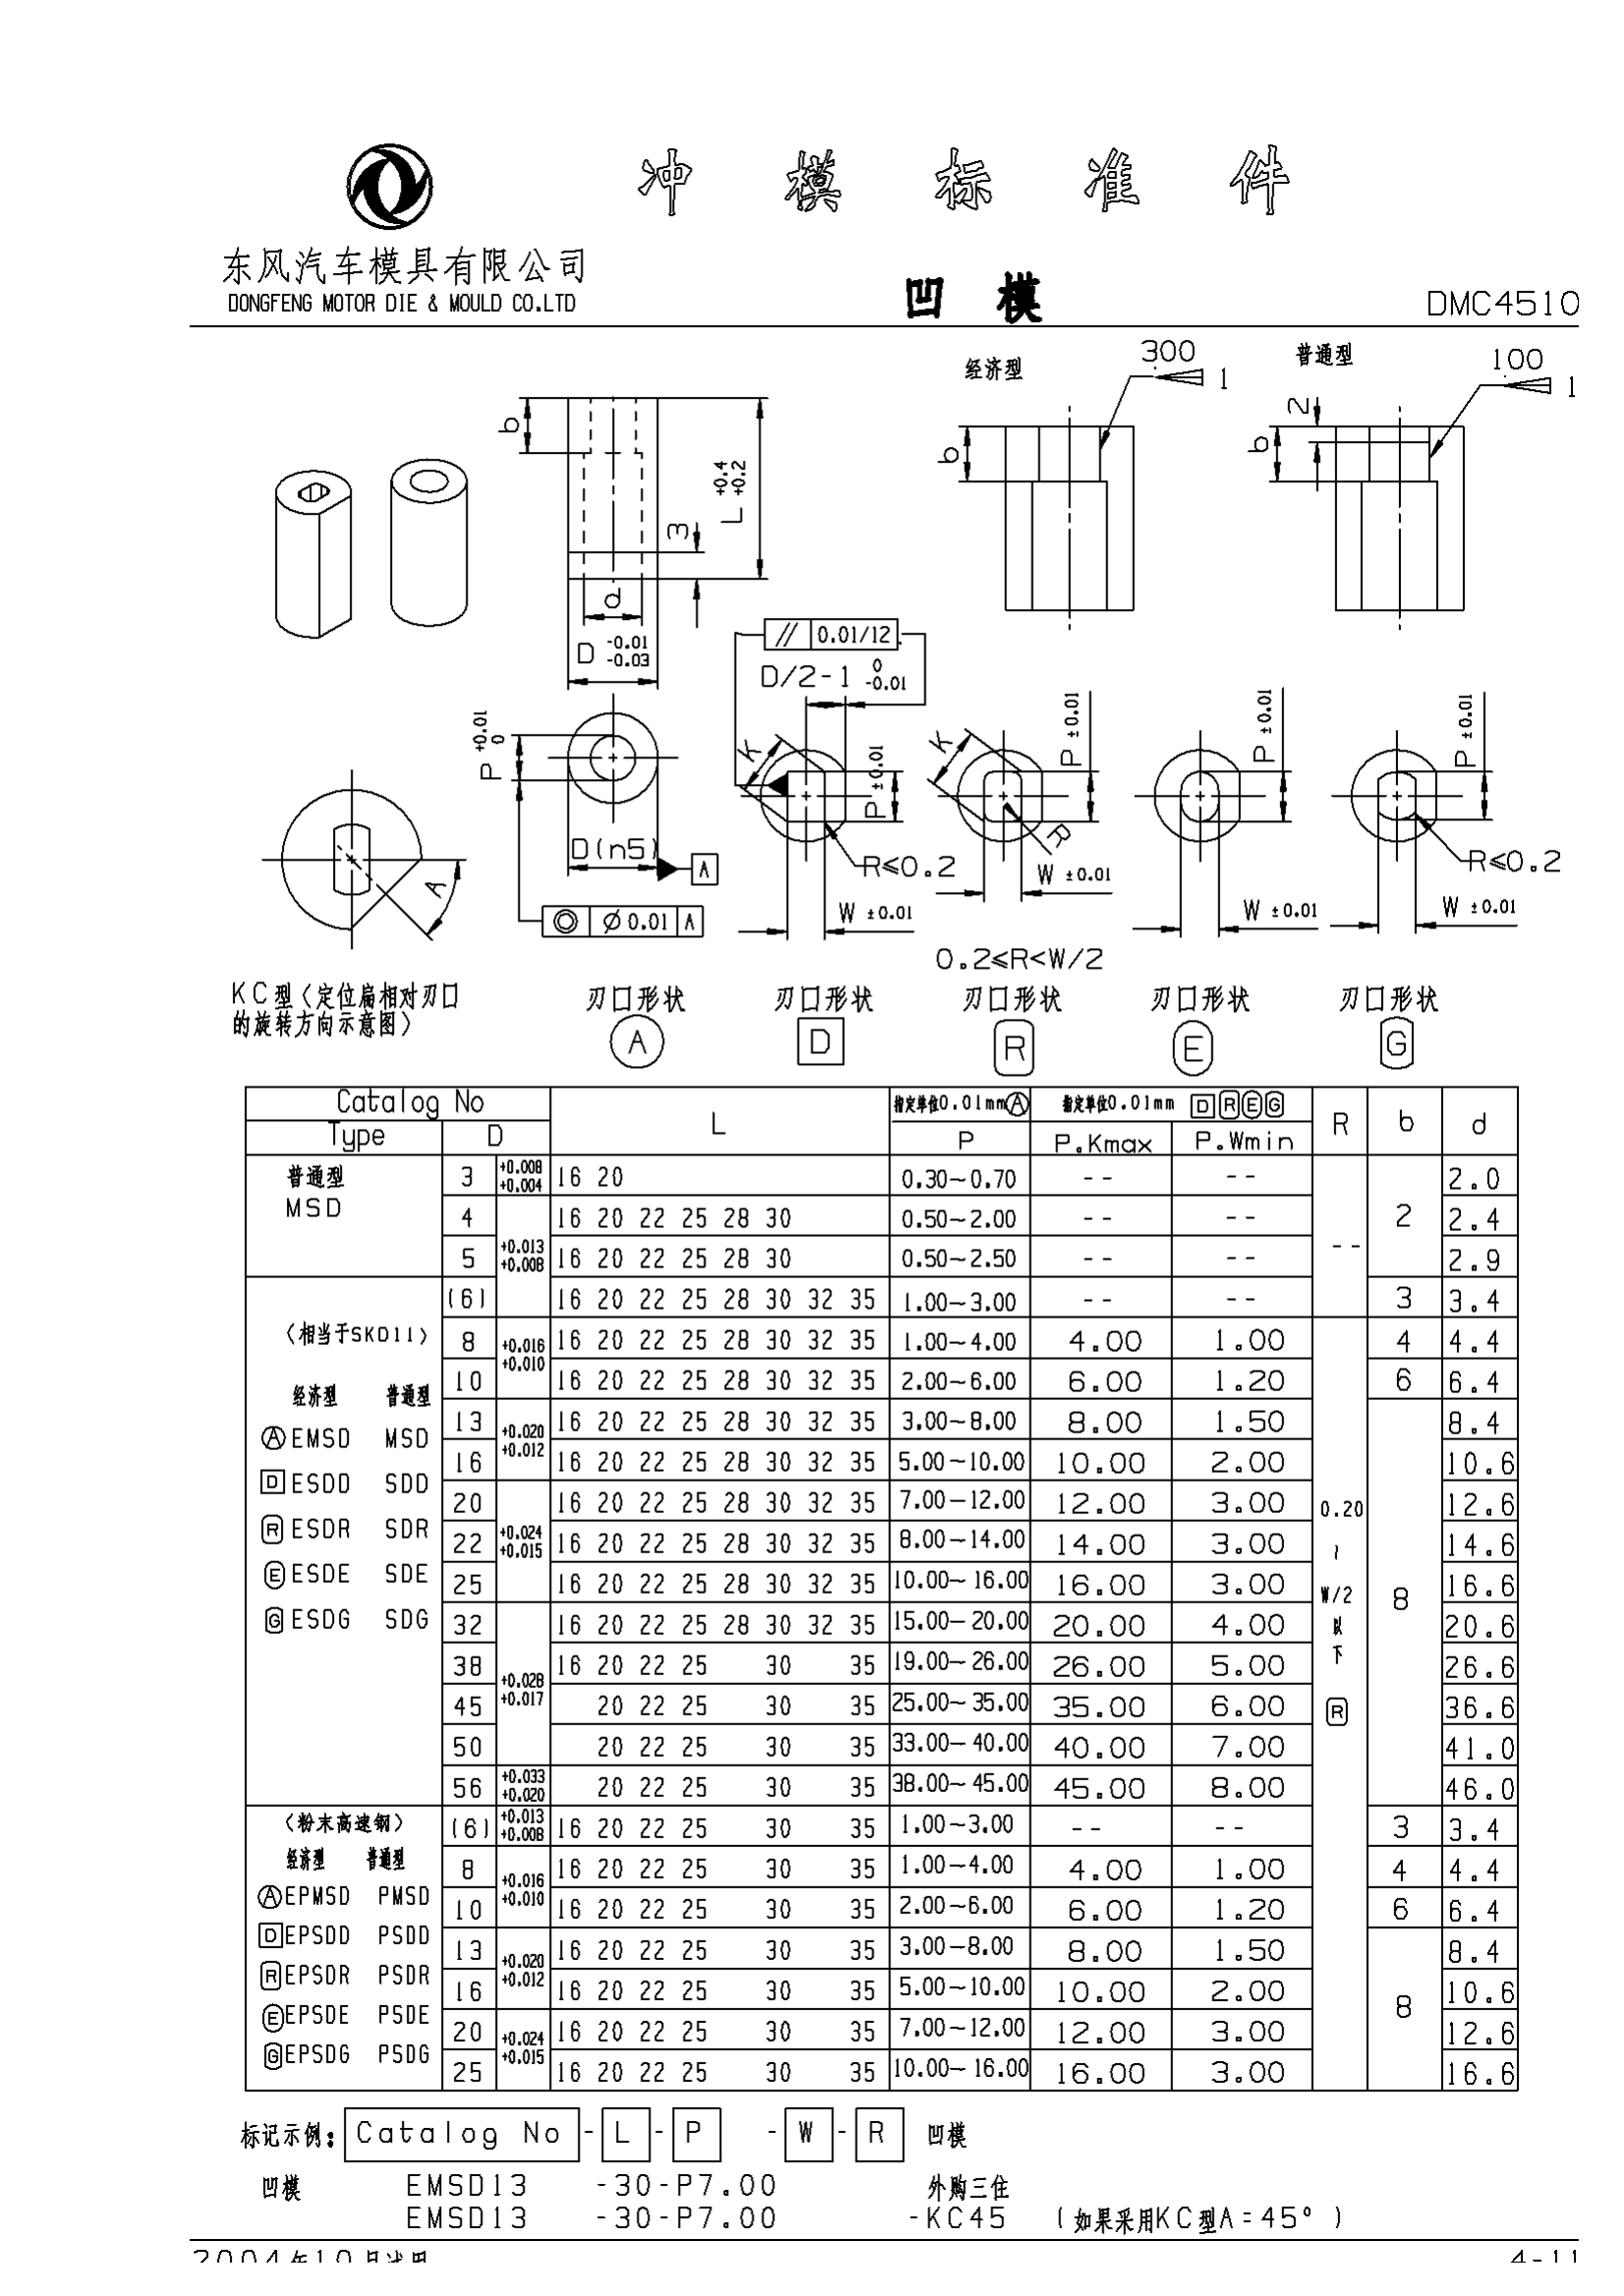 冲模标准件
东风汽车模具有限公司
DONGFENG MOTOR DIE & MOULD CO.LTD
凹模
DMC4510
经济型 300 1
普通型 100 1
b
L +0.4 +0.2
3
d
D -0.01 -0.03
b
2
b
// 0.01/12
D/2-1 0 -0.01
P +0.01 0
D(n5)
A
◎ Ø0.01 A
K
P ±0.01
R≤0.2
W ±0.01
K
P ±0.01
R
W ±0.01
0.2≤R<W/2
P ±0.01
W ±0.01
P ±0.01
R≤0.2
W ±0.01
A
KC型〈定位扁相对刃口
的旋转方向示意图〉
刃口形状 刃口形状 刃口形状 刃口形状 刃口形状
A D R E G
Catalog No L 指定单位0.01mm A 指定单位0.01mm D R E G R b d
Type D P P.Kmax P.Wmin
普通型
MSD
3 +0.008 +0.004 16 20 0.30~0.70 -- -- -- 2 2.0
4 +0.013 +0.008 16 20 22 25 28 30 0.50~2.00 -- -- 2.4
5 16 20 22 25 28 30 0.50~2.50 -- -- 2.9
(6) 16 20 22 25 28 30 32 35 1.00~3.00 -- -- 3 3.4
〈相当于SKD11〉
8 +0.016 +0.010 16 20 22 25 28 30 32 35 1.00~4.00 4.00 1.00 4 4.4
10 16 20 22 25 28 30 32 35 2.00~6.00 6.00 1.20 6 6.4
经济型 普通型
13 +0.020 +0.012 16 20 22 25 28 30 32 35 3.00~8.00 8.00 1.50 8.4
A EMSD MSD
16 16 20 22 25 28 30 32 35 5.00~10.00 10.00 2.00 10.6
D ESDD SDD
20 +0.024 +0.015 16 20 22 25 28 30 32 35 7.00~12.00 12.00 3.00 0.20 ~ W/2 以下 R 8 12.6
R ESDR SDR
22 16 20 22 25 28 30 32 35 8.00~14.00 14.00 3.00 14.6
E ESDE SDE
25 16 20 22 25 28 30 32 35 10.00~16.00 16.00 3.00 16.6
G ESDG SDG
32 +0.028 +0.017 16 20 22 25 28 30 32 35 15.00~20.00 20.00 4.00 20.6
38 16 20 22 25 30 35 19.00~26.00 26.00 5.00 26.6
45 20 22 25 30 35 25.00~35.00 35.00 6.00 36.6
50 20 22 25 30 35 33.00~40.00 40.00 7.00 41.0
56 +0.033 +0.020 20 22 25 30 35 38.00~45.00 45.00 8.00 46.0
〈粉末高速钢〉
(6) +0.013 +0.008 16 20 22 25 30 35 1.00~3.00 -- -- 3 3.4
经济型 普通型
8 +0.016 +0.010 16 20 22 25 30 35 1.00~4.00 4.00 1.00 4 4.4
A EPMSD PMSD
10 16 20 22 25 30 35 2.00~6.00 6.00 1.20 6 6.4
D EPSDD PSDD
13 +0.020 +0.012 16 20 22 25 30 35 3.00~8.00 8.00 1.50 8 8.4
R EPSDR PSDR
16 16 20 22 25 30 35 5.00~10.00 10.00 2.00 10.6
E EPSDE PSDE
20 +0.024 +0.015 16 20 22 25 30 35 7.00~12.00 12.00 3.00 12.6
G EPSDG PSDG
25 16 20 22 25 30 35 10.00~16.00 16.00 3.00 16.6
标记示例: Catalog No - L - P - W - R 凹模
凹模 EMSD13 -30-P7.00 外购三住
EMSD13 -30-P7.00 -KC45 (如果采用KC型A=45°)
2004年10月试用 4-11